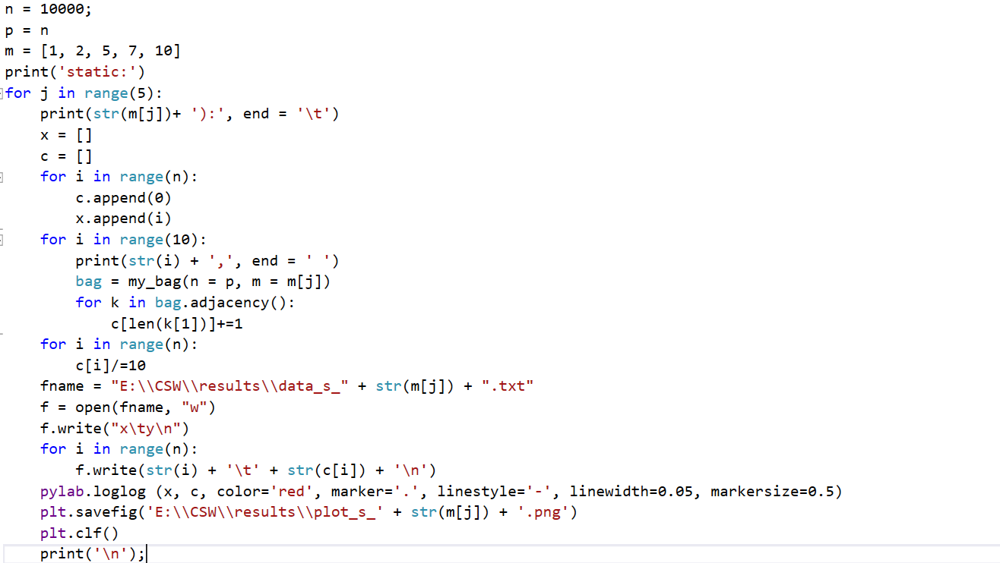 n = 10000;
p = n
m = [1, 2, 5, 7, 10]
print('static:')
for j in range(5):
    print(str(m[j])+ '):', end = '\t')
    x = []
    c = []
    for i in range(n):
        c.append(0)
        x.append(i)
    for i in range(10):
        print(str(i) + ',', end = ' ')
        bag = my_bag(n = p, m = m[j])
        for k in bag.adjacency():
            c[len(k[1])]+=1
    for i in range(n):
        c[i]/=10
    fname = "E:\\CSW\\results\\data_s_" + str(m[j]) + ".txt"
    f = open(fname, "w")
    f.write("x\ty\n")
    for i in range(n):
        f.write(str(i) + '\t' + str(c[i]) + '\n')
    pylab.loglog (x, c, color='red', marker='.', linestyle='-', linewidth=0.05, markersize=0.5)
    plt.savefig('E:\\CSW\\results\\plot_s_' + str(m[j]) + '.png')
    plt.clf()
    print('\n');